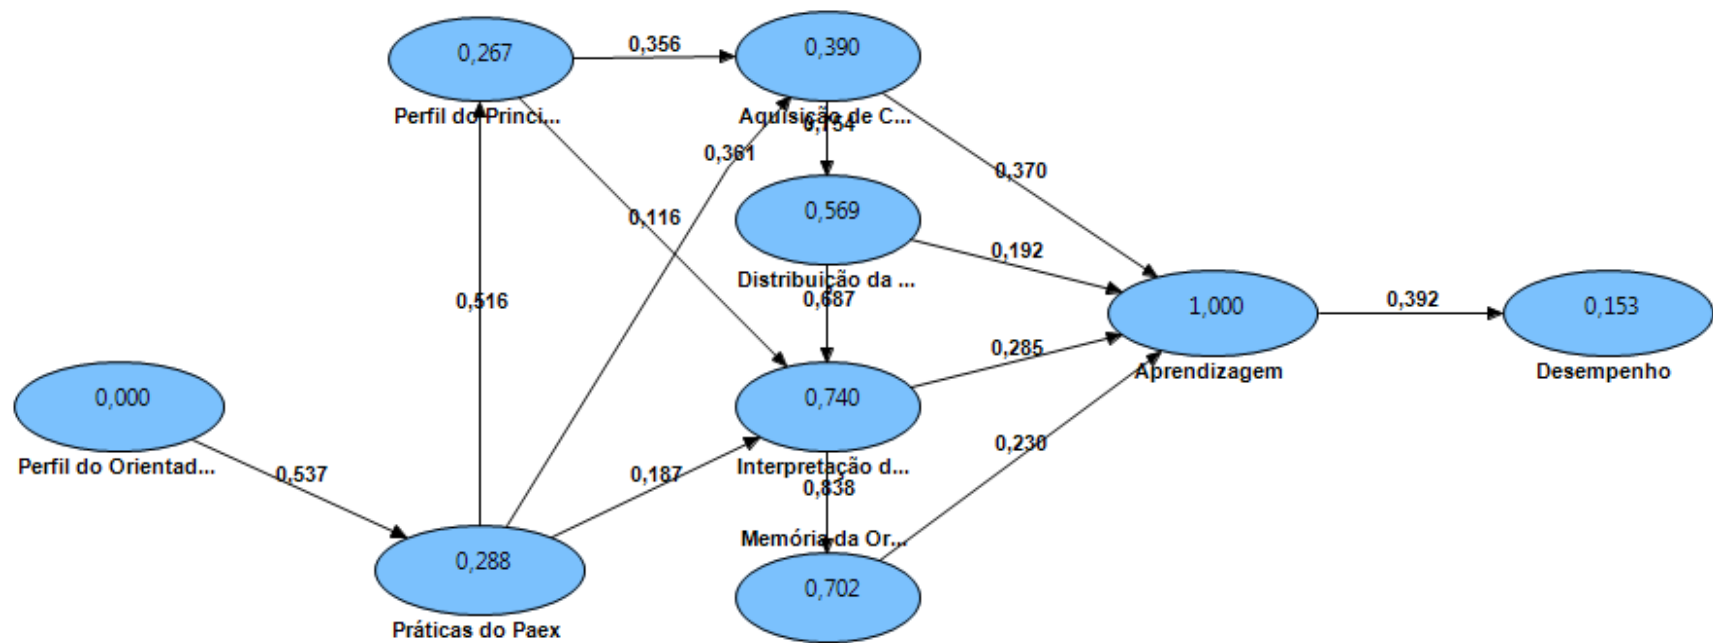 0,267
Perfil do Princi...
0,356
0,390
Aquisição de C...
0,754
0,361
0,370
0,116
0,569
Distribuição da ...
0,192
0,687
0,516
1,000
Aprendizagem
0,392
0,153
Desempenho
0,285
0,000
Perfil do Orientad...
0,740
Interpretação d...
0,537
0,187
0,838
0,230
Memória da Or...
0,288
Práticas do Paex
0,702